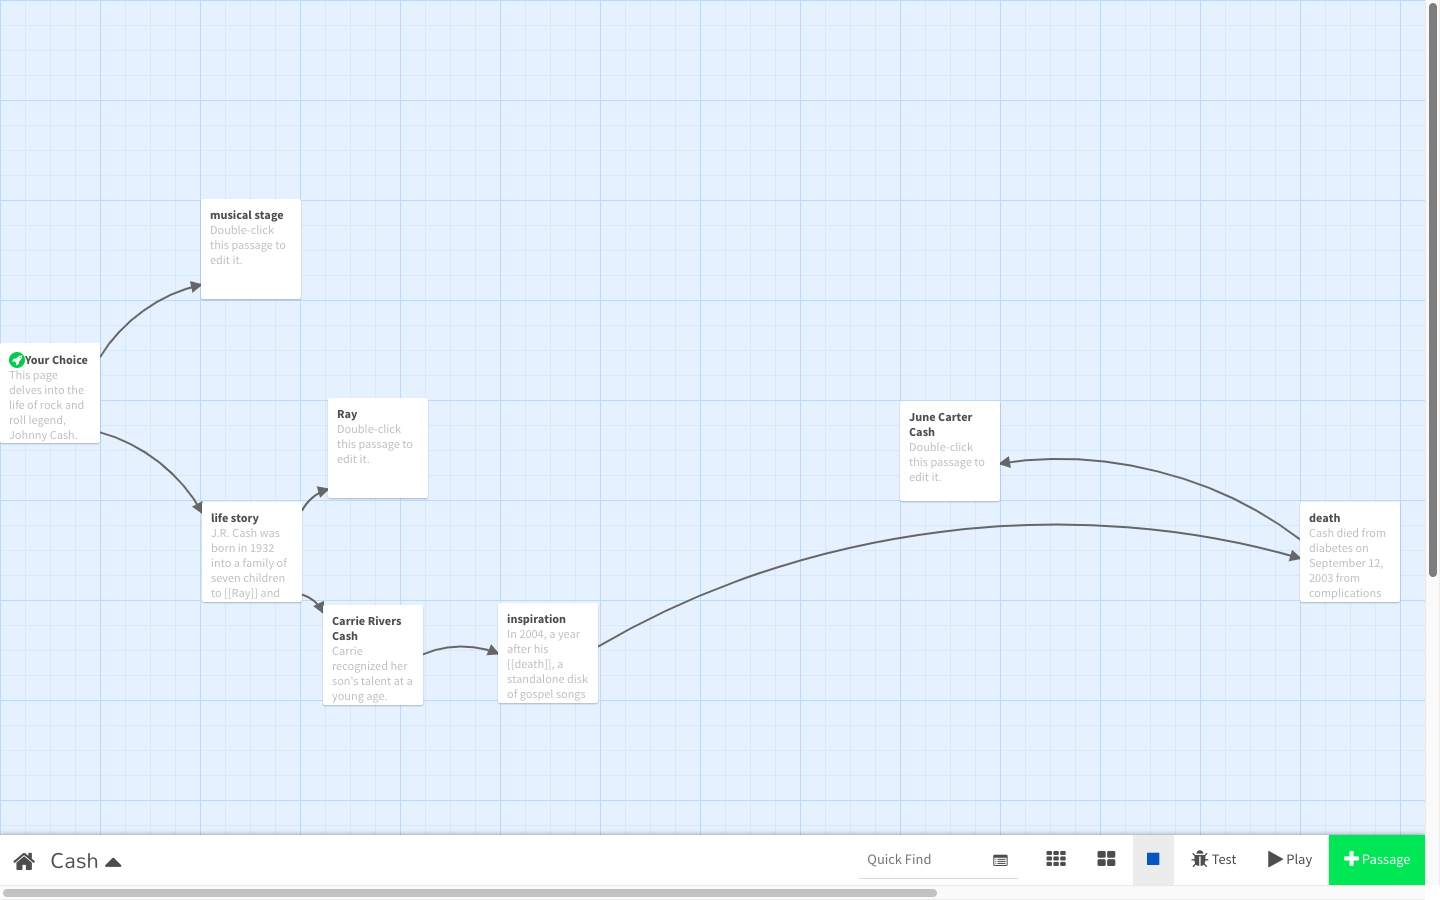 musical stage
Double-click
this passage to
edit it.
Your Choice
This page
delves into the
life of rock and
roll legend,
Johnny Cash.
Ray
Double-click
this passage to
edit it.
June Carter
Cash
Double-click
this passage to
edit it.
life story
J.R. Cash was
born in 1932
into a family of
seven children
to [[Ray]] and
death
Cash died from
diabetes on
September 12,
2003 from
complications
Carrie Rivers
Cash
Carrie
recognized her
son's talent at a
young age.
inspiration
In 2004, a year
after his
[[death]], a
standalone disk
of gospel songs
Cash
Quick Find
Test
Play
Passage